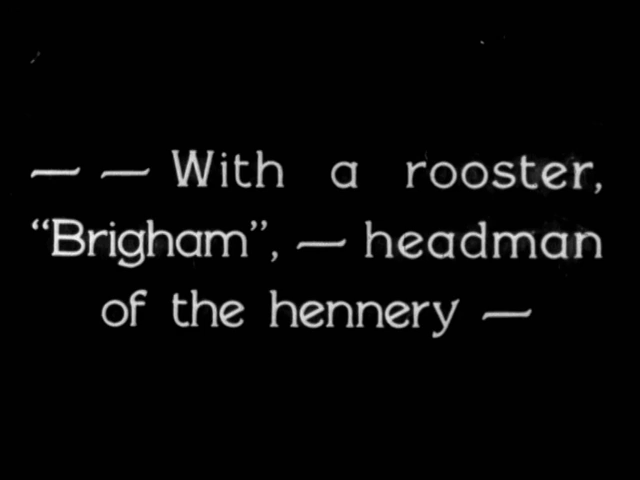 — — With a rooster,
“Brigham”, — headman
of the hennery —